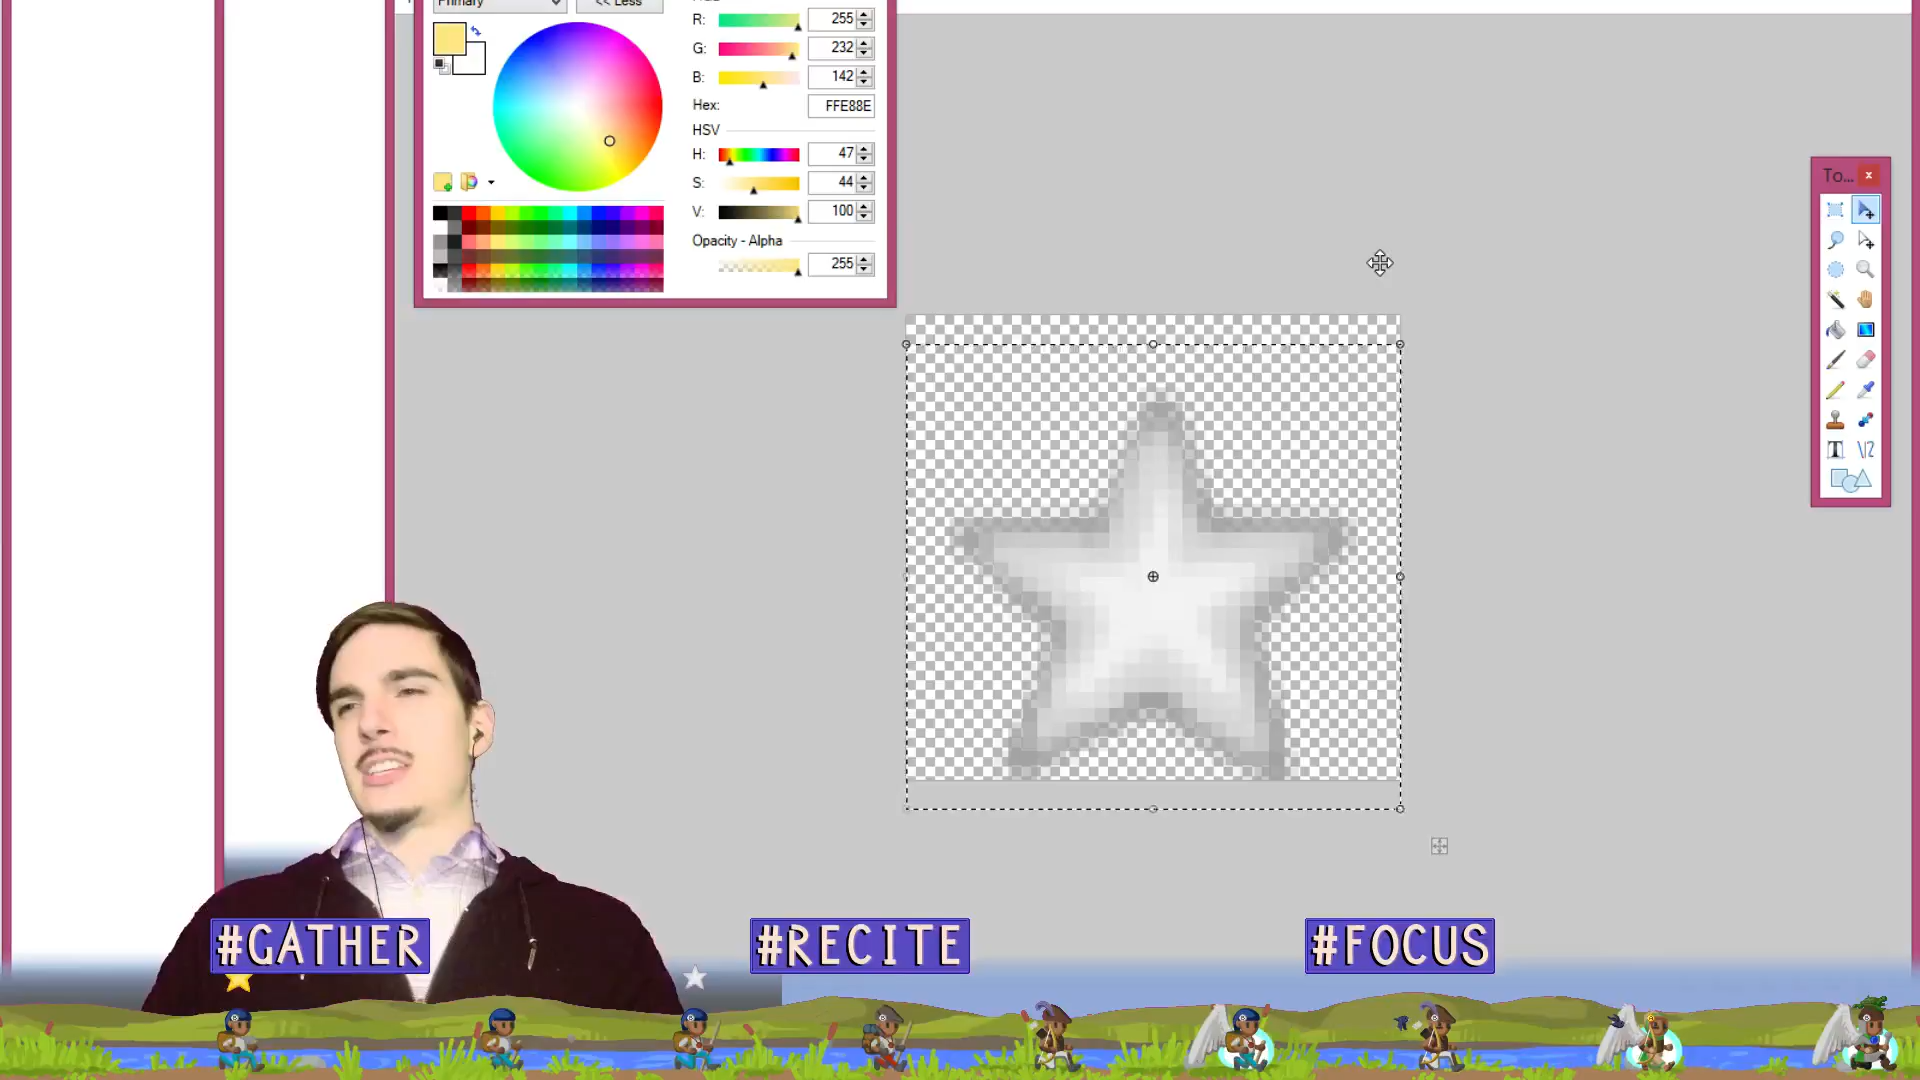 Primary
<< Less
R: 255
G: 232
B: 142
Hex: FFE88E
HSV
H: 47
S: 44
V: 100
Opacity - Alpha
255
To...
#GATHER
#RECITE
#FOCUS